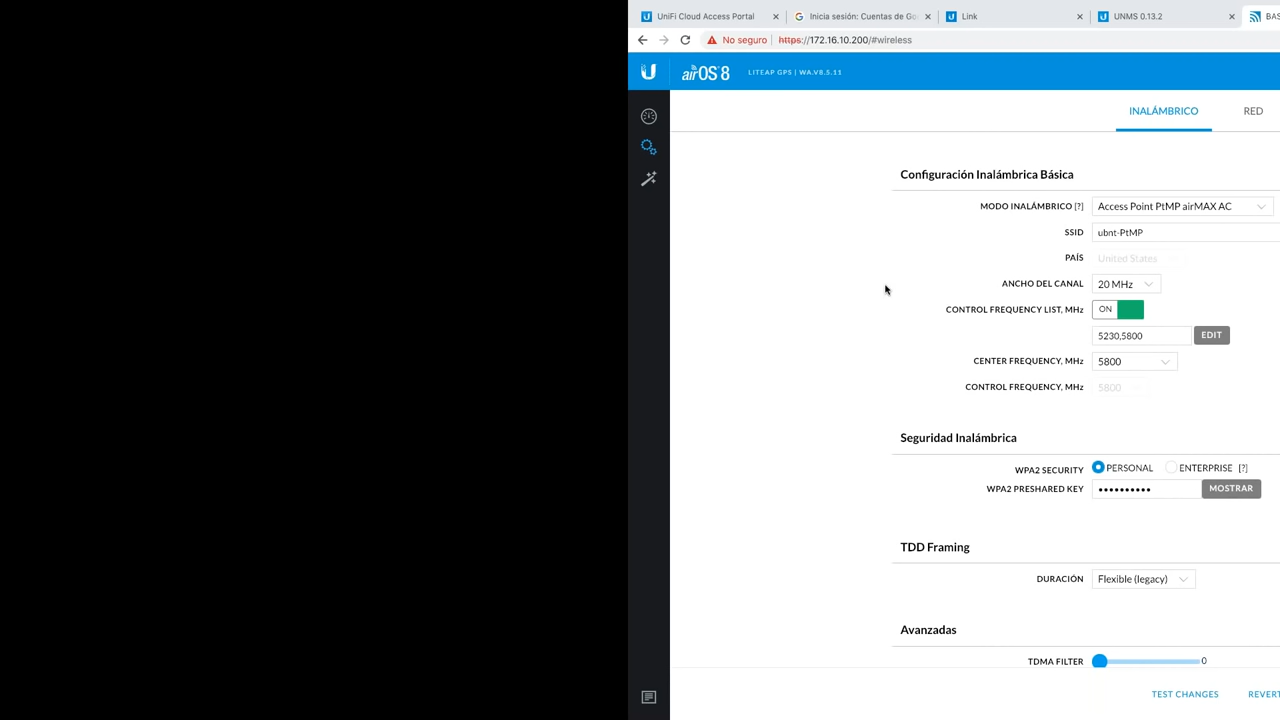 UniFi Cloud Access Portal
Inicia sesión: Cuentas de Go
Link
UNMS 0.13.2
BAS
No seguro
https://172.16.10.200/#wireless
airOS 8
LITEAP GPS | WA.V8.5.11
INALÁMBRICO
RED
Configuración Inalámbrica Básica
MODO INALÁMBRICO [?]
Access Point PtMP airMAX AC
SSID
ubnt-PtMP
PAÍS
United States
ANCHO DEL CANAL
20 MHz
CONTROL FREQUENCY LIST, MHz
ON
5230,5800
EDIT
CENTER FREQUENCY, MHz
5800
CONTROL FREQUENCY, MHz
5800
Seguridad Inalámbrica
WPA2 SECURITY
PERSONAL
ENTERPRISE [?]
WPA2 PRESHARED KEY
••••••••••
MOSTRAR
TDD Framing
DURACIÓN
Flexible (legacy)
Avanzadas
TDMA FILTER
0
TEST CHANGES
REVERT